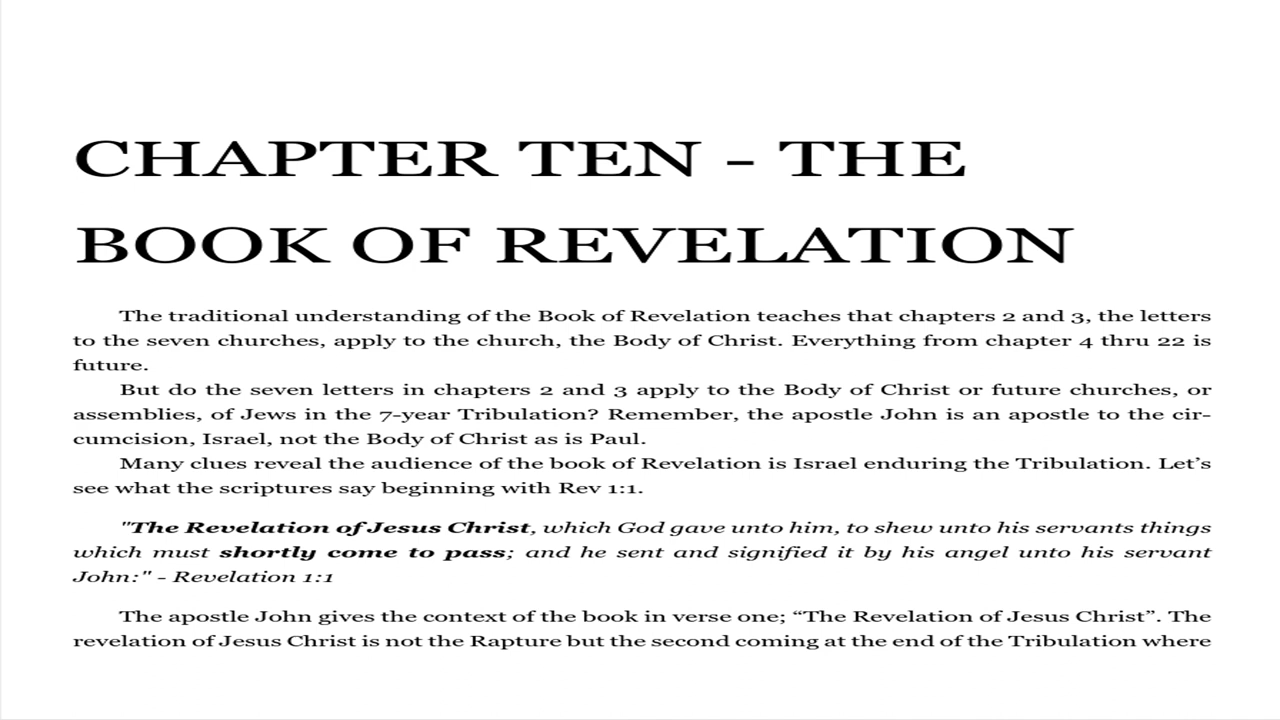 CHAPTER TEN - THE
BOOK OF REVELATION
The traditional understanding of the Book of Revelation teaches that chapters 2 and 3, the letters
to the seven churches, apply to the church, the Body of Christ. Everything from chapter 4 thru 22 is
future.
But do the seven letters in chapters 2 and 3 apply to the Body of Christ or future churches, or
assemblies, of Jews in the 7-year Tribulation? Remember, the apostle John is an apostle to the cir-
cumcision, Israel, not the Body of Christ as is Paul.
Many clues reveal the audience of the book of Revelation is Israel enduring the Tribulation. Let’s
see what the scriptures say beginning with Rev 1:1.
"The Revelation of Jesus Christ, which God gave unto him, to shew unto his servants things
which must shortly come to pass; and he sent and signified it by his angel unto his servant
John:" - Revelation 1:1
The apostle John gives the context of the book in verse one; “The Revelation of Jesus Christ”. The
revelation of Jesus Christ is not the Rapture but the second coming at the end of the Tribulation where